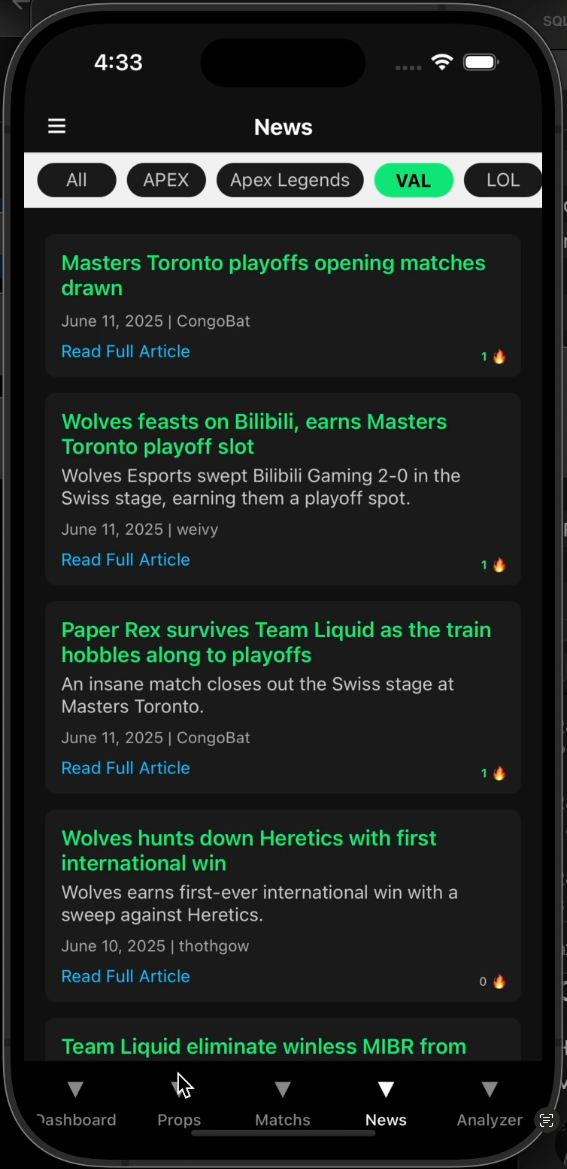 SQL
4:33
News
All APEX Apex Legends VAL LOL
Masters Toronto playoffs opening matches
drawn
June 11, 2025 | CongoBat
Read Full Article
1 🔥
Wolves feasts on Bilibili, earns Masters
Toronto playoff slot
Wolves Esports swept Bilibili Gaming 2-0 in the
Swiss stage, earning them a playoff spot.
June 11, 2025 | weivy
Read Full Article
1 🔥
Paper Rex survives Team Liquid as the train
hobbles along to playoffs
An insane match closes out the Swiss stage at
Masters Toronto.
June 11, 2025 | CongoBat
Read Full Article
1 🔥
Wolves hunts down Heretics with first
international win
Wolves earns first-ever international win with a
sweep against Heretics.
June 10, 2025 | thothgow
Read Full Article
0 🔥
Team Liquid eliminate winless MIBR from
Dashboard Props Matchs News Analyzer